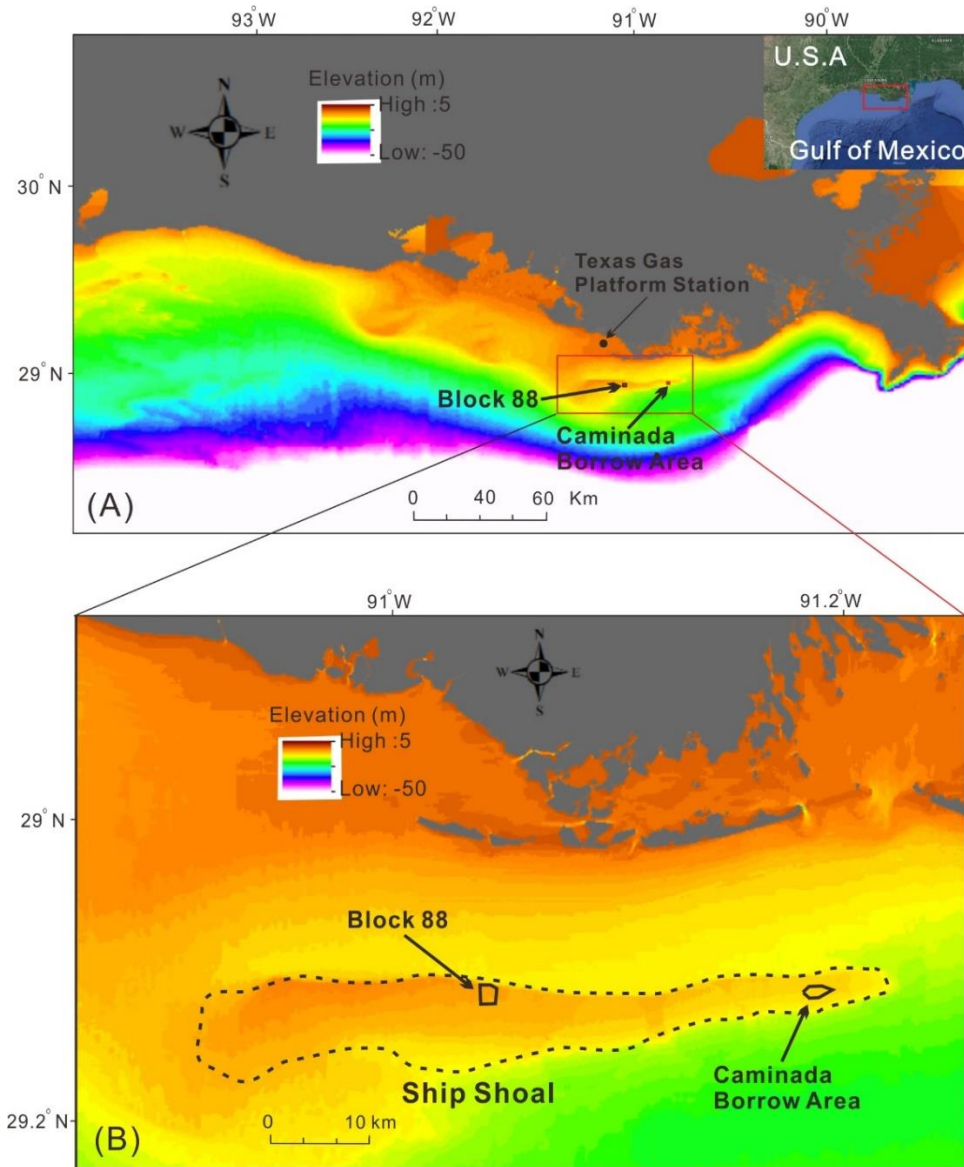 93°W 92°W 91°W 90°W
U.S.A
Gulf of Mexico
Elevation (m)
High :5
Low: -50
N
W E
S
30°N
29°N
Texas Gas
Platform Station
Block 88
Caminada
Borrow Area
0 40 60 Km
(A)
91°W 91.2°W
N
W E
S
Elevation (m)
High :5
Low: -50
29°N
Block 88
Ship Shoal
Caminada
Borrow Area
0 10 km
29.2°N
(B)